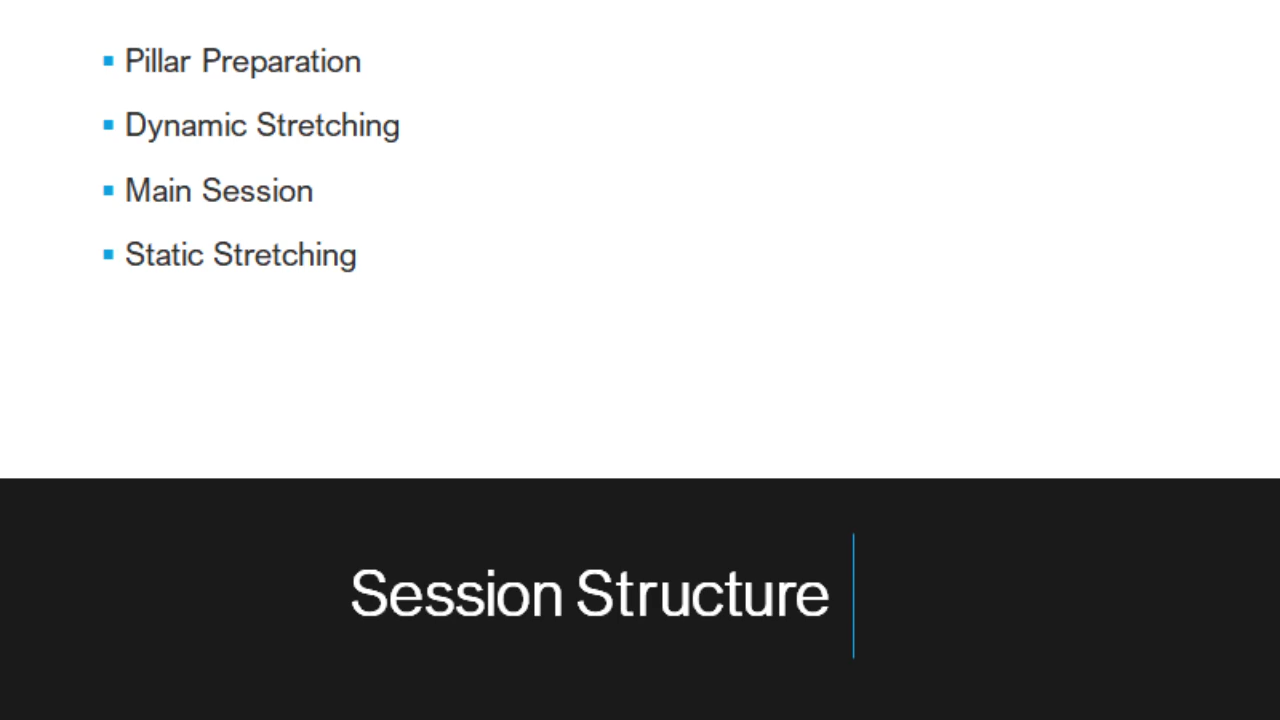 Pillar Preparation
Dynamic Stretching
Main Session
Static Stretching
Session Structure